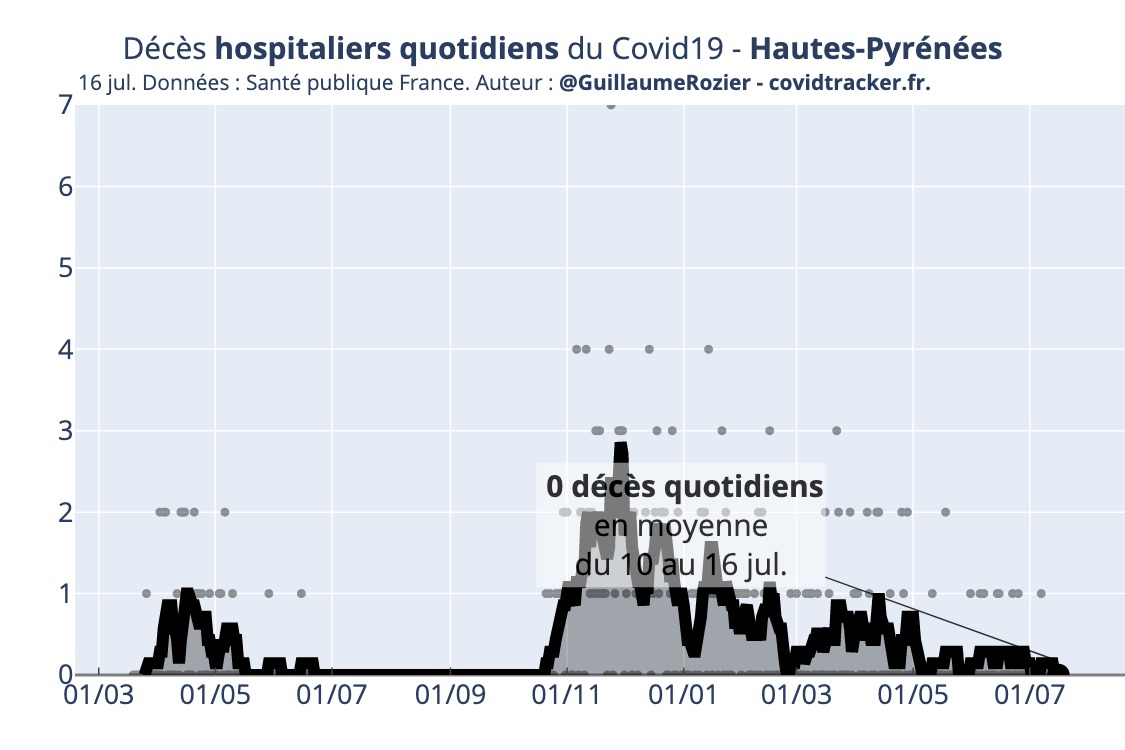 Décès hospitaliers quotidiens du Covid19 - Hautes-Pyrénées
16 jul. Données : Santé publique France. Auteur : @GuillaumeRozier - covidtracker.fr.
7
6
5
4
3
0 décès quotidiens
2
en moyenne
du 10 au 16 jul.
1
0
01/03 01/05 01/07 01/09 01/11 01/01 01/03 01/05 01/07